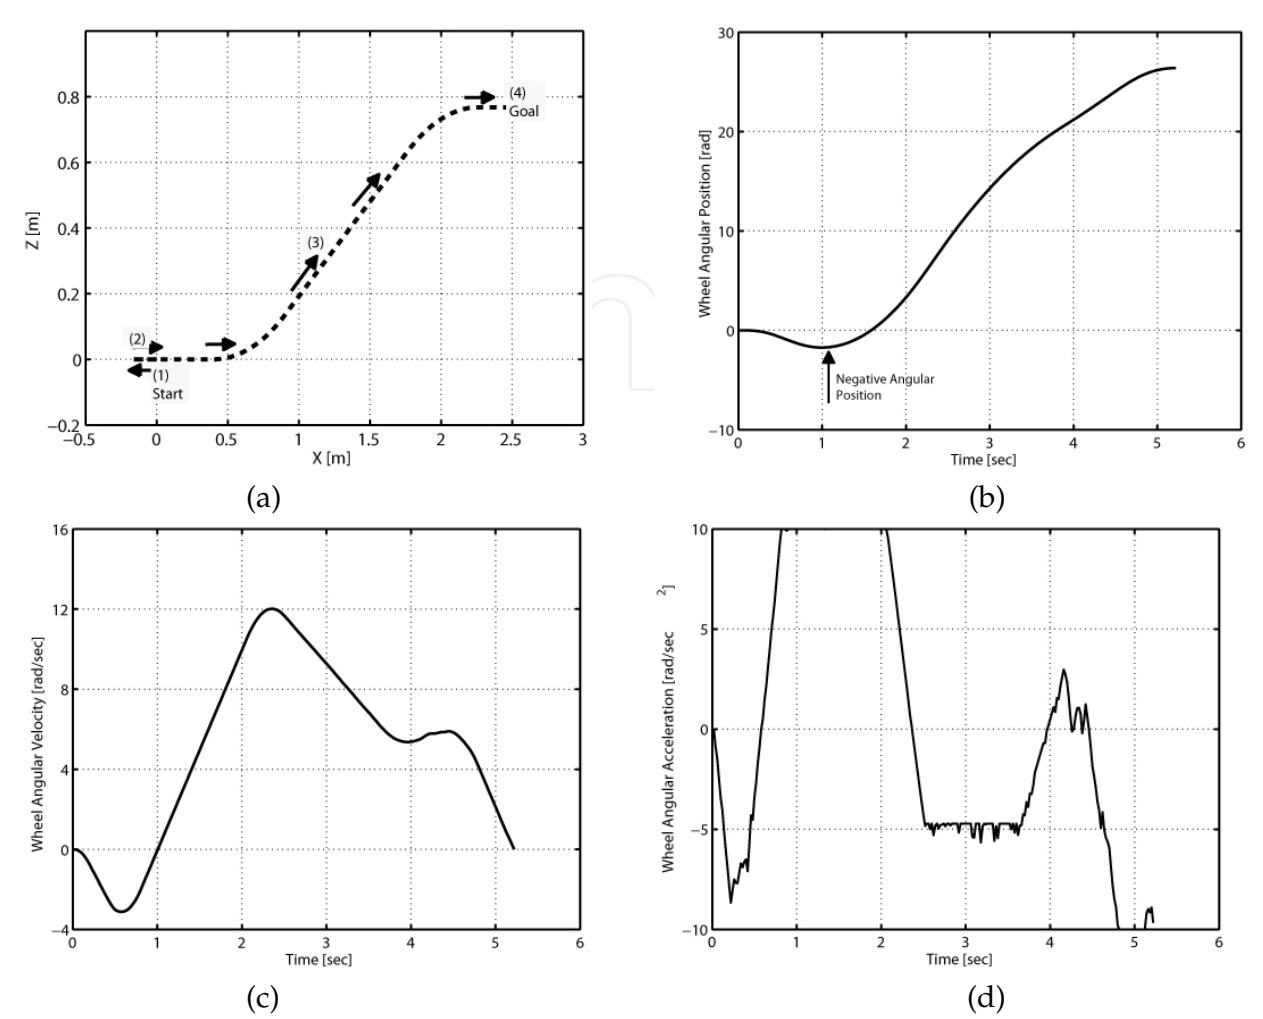 0.8
0.6
0.4
0.2
0
−0.2
Z [m]
(4)
Goal
(3)
(2)
(1)
Start
−0.5 0 0.5 1 1.5 2 2.5 3
X [m]
(a)
30
20
10
0
−10
Wheel Angular Position [rad]
Negative Angular
Position
0 1 2 3 4 5 6
Time [sec]
(b)
16
12
8
4
0
−4
Wheel Angular Velocity [rad/sec]
0 1 2 3 4 5 6
Time [sec]
(c)
10
5
0
−5
−10
Wheel Angular Acceleration [rad/sec 2]
0 1 2 3 4 5 6
Time [sec]
(d)